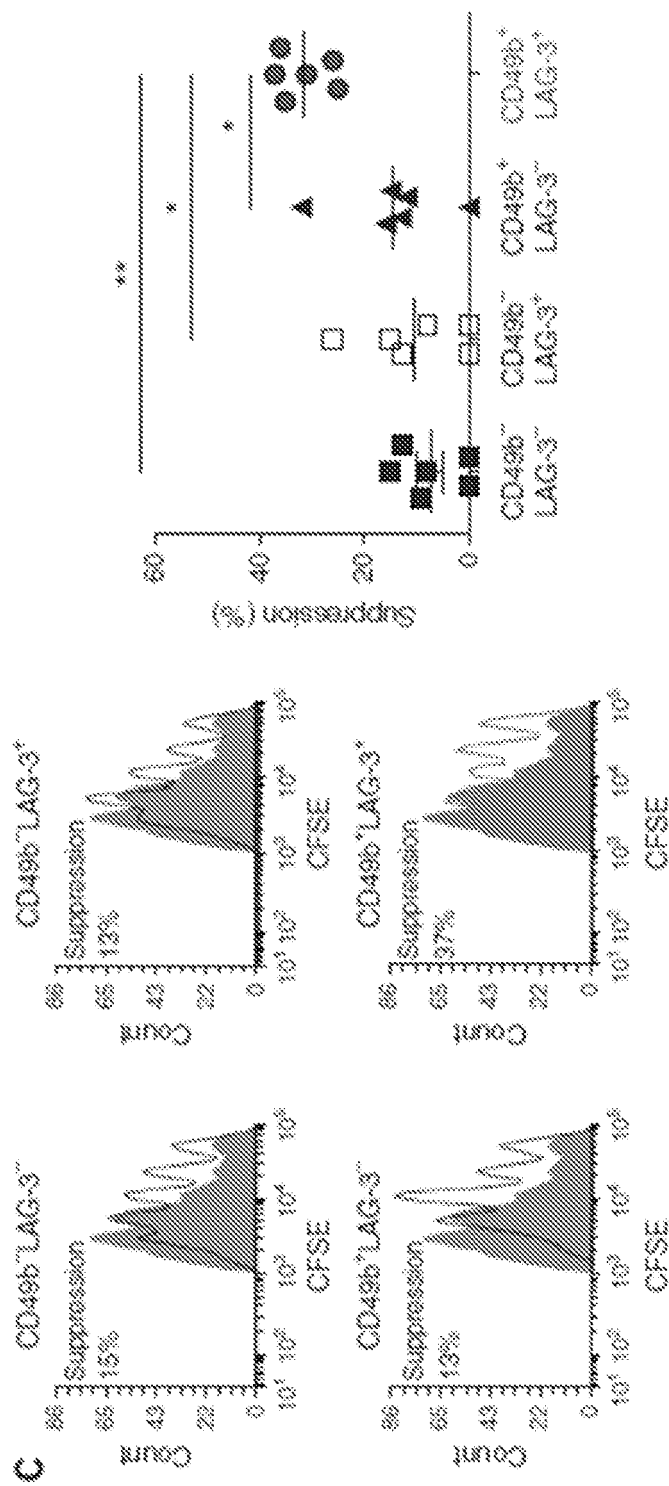 C
CD49b⁻LAG-3⁻
Suppression
15%
Count
86
65
43
22
0
10¹ 10² 10³ 10⁴ 10⁵
CFSE
CD49b⁻LAG-3⁺
Suppression
13%
Count
86
65
43
22
0
10¹ 10² 10³ 10⁴ 10⁵
CFSE
CD49b⁺LAG-3⁻
Suppression
13%
Count
86
65
43
22
0
10¹ 10² 10³ 10⁴ 10⁵
CFSE
CD49b⁺LAG-3⁺
Suppression
37%
Count
86
65
43
22
0
10¹ 10² 10³ 10⁴ 10⁵
CFSE
**
*
*
Suppression (%)
60
40
20
0
CD49b⁻ CD49b⁻ CD49b⁺ CD49b⁺
LAG-3⁻ LAG-3⁺ LAG-3⁻ LAG-3⁺